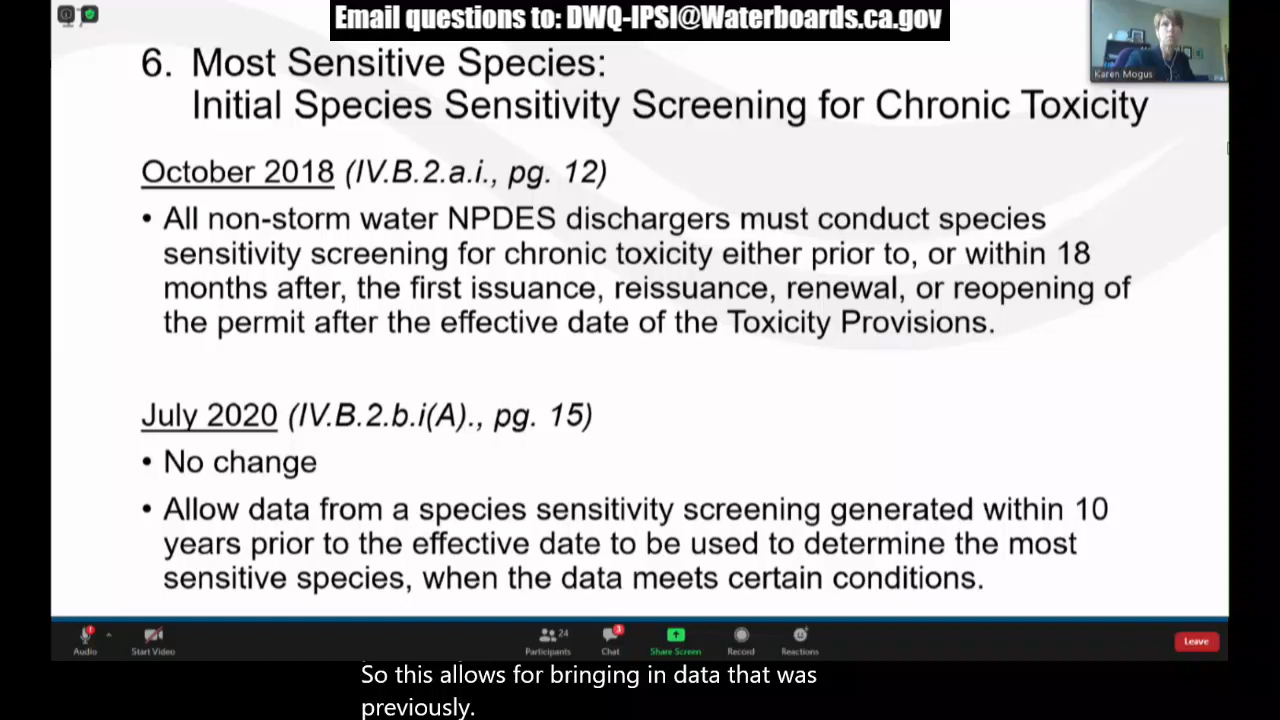 Email questions to: DWQ-IPSI@Waterboards.ca.gov
Karen Mogus
6. Most Sensitive Species:
Initial Species Sensitivity Screening for Chronic Toxicity
October 2018 (IV.B.2.a.i., pg. 12)
• All non-storm water NPDES dischargers must conduct species
sensitivity screening for chronic toxicity either prior to, or within 18
months after, the first issuance, reissuance, renewal, or reopening of
the permit after the effective date of the Toxicity Provisions.
July 2020 (IV.B.2.b.i(A)., pg. 15)
• No change
• Allow data from a species sensitivity screening generated within 10
years prior to the effective date to be used to determine the most
sensitive species, when the data meets certain conditions.
Audio
Start Video
Participants 24
Chat 3
Share Screen
Record
Reactions
Leave
So this allows for bringing in data that was
previously.